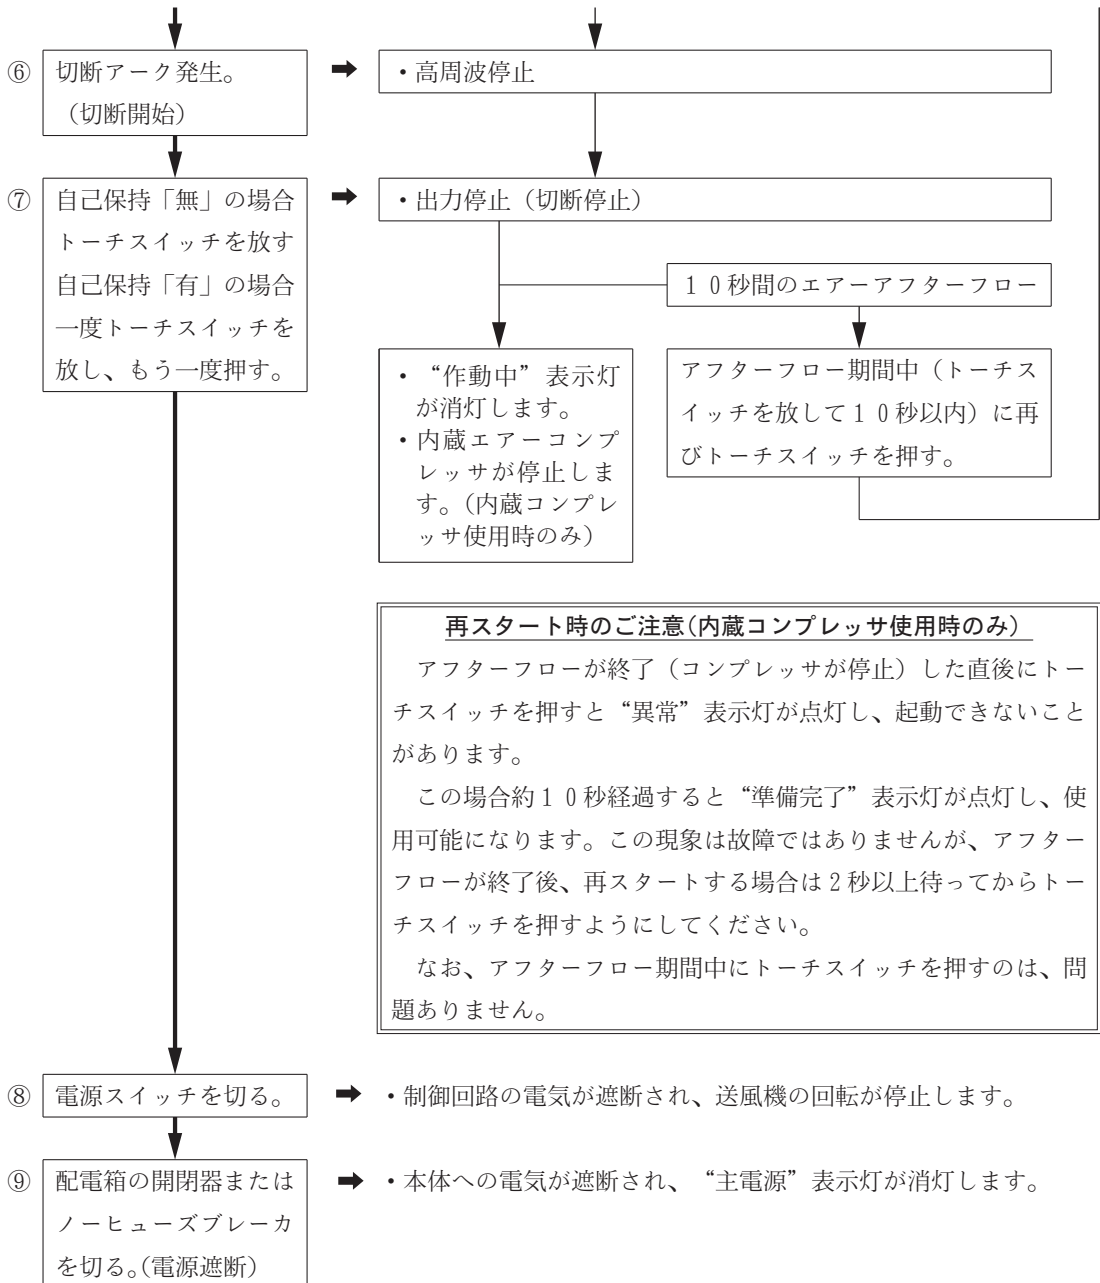 ⑥ 切断アーク発生。
（切断開始）
➡ ・高周波停止
⑦ 自己保持「無」の場合
トーチスイッチを放す
自己保持「有」の場合
一度トーチスイッチを
放し、もう一度押す。
➡ ・出力停止（切断停止）
１０秒間のエアーアフターフロー
・“作動中”表示灯
が消灯します。
・内蔵エアーコンプ
レッサが停止しま
す。（内蔵コンプレ
ッサ使用時のみ）
アフターフロー期間中（トーチス
イッチを放して１０秒以内）に再
びトーチスイッチを押す。
再スタート時のご注意（内蔵コンプレッサ使用時のみ）
アフターフローが終了（コンプレッサが停止）した直後にトー
チスイッチを押すと“異常”表示灯が点灯し、起動できないこと
があります。
この場合約１０秒経過すると“準備完了”表示灯が点灯し、使
用可能になります。この現象は故障ではありませんが、アフター
フローが終了後、再スタートする場合は２秒以上待ってからトー
チスイッチを押すようにしてください。
なお、アフターフロー期間中にトーチスイッチを押すのは、問
題ありません。
⑧ 電源スイッチを切る。
➡ ・制御回路の電気が遮断され、送風機の回転が停止します。
⑨ 配電箱の開閉器または
ノーヒューズブレーカ
を切る。（電源遮断）
➡ ・本体への電気が遮断され、“主電源”表示灯が消灯します。